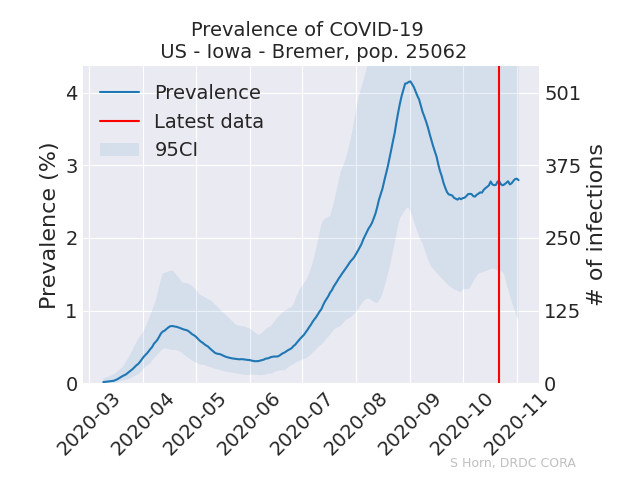 Prevalence of COVID-19
US - Iowa - Bremer, pop. 25062
Prevalence
Latest data
95CI
Prevalence (%)
4
3
2
1
0
501
375
250
125
0
# of infections
2020-03
2020-04
2020-05
2020-06
2020-07
2020-08
2020-09
2020-10
2020-11
S Horn, DRDC CORA